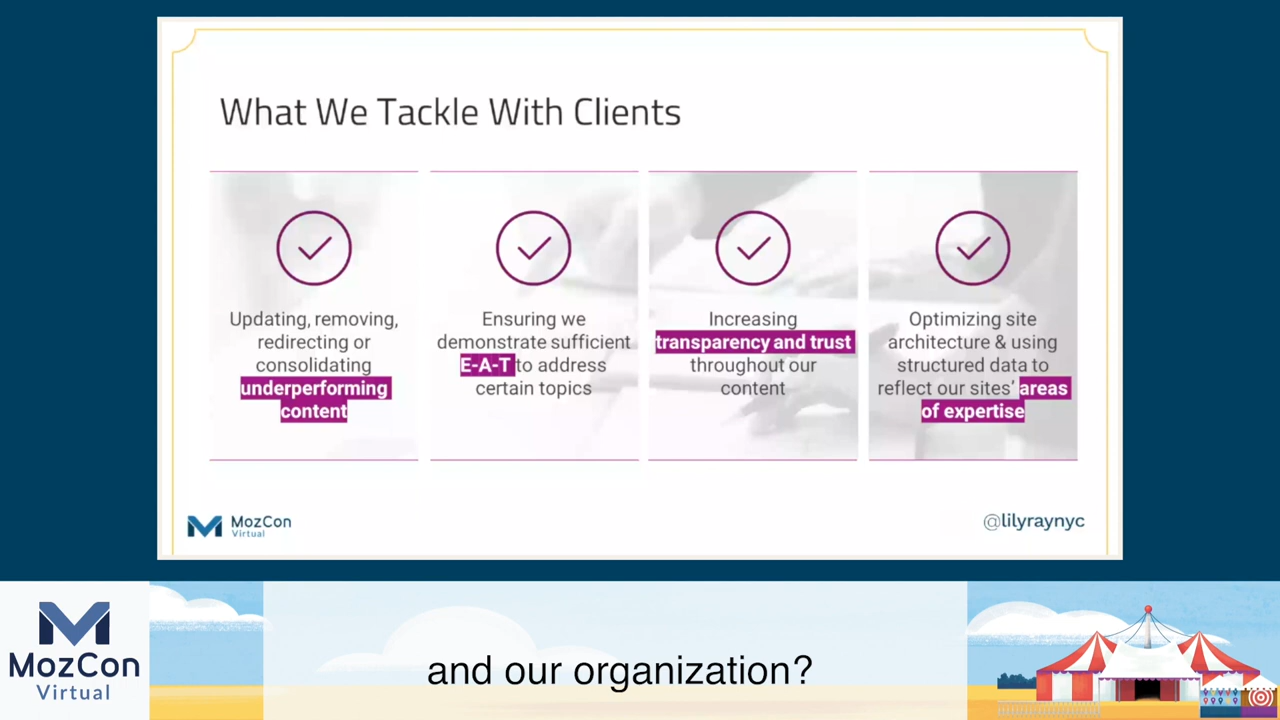 What We Tackle With Clients
Updating, removing,
redirecting or
consolidating
underperforming
content
Ensuring we
demonstrate sufficient
E-A-T to address
certain topics
Increasing
transparency and trust
throughout our
content
Optimizing site
architecture & using
structured data to
reflect our sites’ areas
of expertise
MozCon
Virtual
@lilyraynyc
MozCon
Virtual
and our organization?